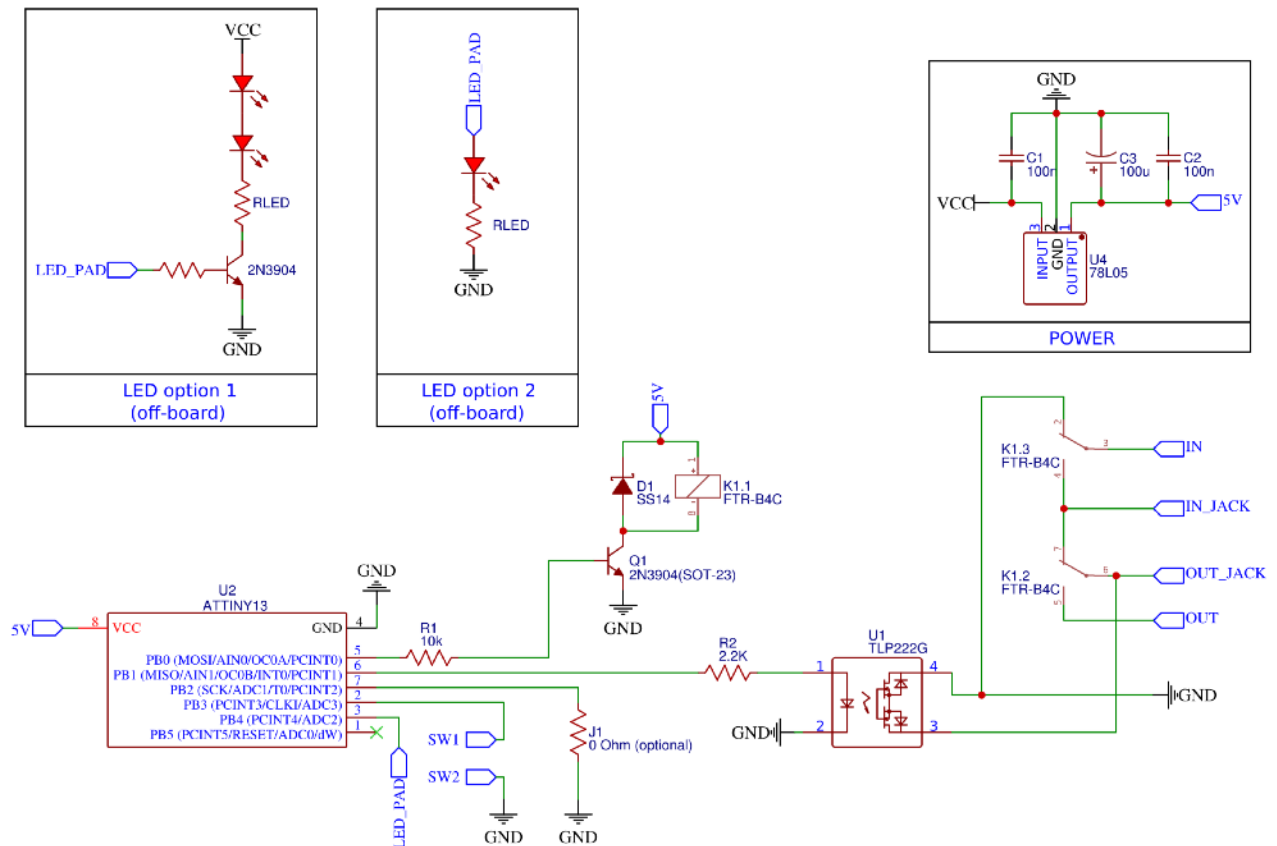 VCC
RLED
LED_PAD
2N3904
GND
LED option 1
(off-board)
LED_PAD
RLED
GND
LED option 2
(off-board)
GND
C1
100n
C3
100u
C2
100n
+
VCC
5V
3
2
1
INPUT
GND
OUTPUT
U4
78L05
POWER
5V
D1
SS14
1
+
-
8
K1.1
FTR-B4C
Q1
2N3904(SOT-23)
GND
2
3
IN
K1.3
FTR-B4C
4
IN_JACK
7
K1.2
FTR-B4C
6
OUT_JACK
5
OUT
U2
ATTINY13
5V
8
VCC
GND
GND
4
PB0 (MOSI/AIN0/OC0A/PCINT0)
5
PB1 (MISO/AIN1/OC0B/INT0/PCINT1)
6
PB2 (SCK/ADC1/T0/PCINT2)
7
PB3 (PCINT3/CLKI/ADC3)
2
PB4 (PCINT4/ADC2)
3
PB5 (PCINT5/RESET/ADC0/dW)
1
R1
10k
R2
2.2K
U1
TLP222G
1
4
2
3
GND
GND
LED_PAD
SW1
SW2
GND
J1
0 Ohm (optional)
GND